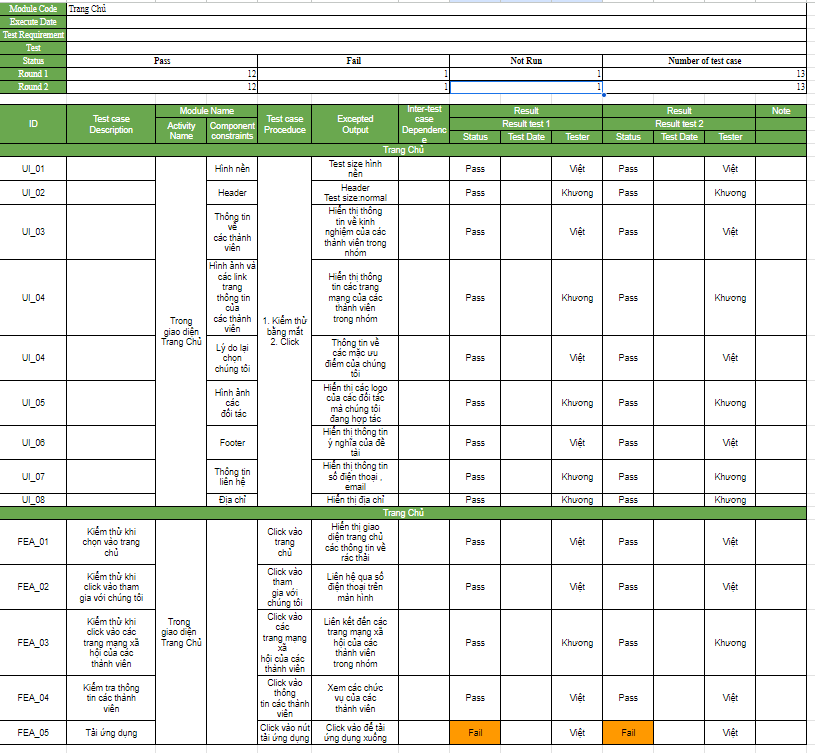 Module Code Trang Chủ
Execute Date
Test Requirement
Test
Status Pass Fail Not Run Number of test case
Round 1 12 1 1 13
Round 2 12 1 1 13
ID Test case Description Module Name Test case Proceduce Excepted Output Inter-test case Dependence Result Result Note
Activity Name Component constraints Result test 1 Result test 2
Status Test Date Tester Status Test Date Tester
Trang Chủ
Trong giao diện Trang Chủ
1. Kiểm thử bằng mắt
2. Click
UI_01 Hình nền Test size hình nền Pass Việt Pass Việt
UI_02 Header Header Test size:normal Pass Khương Pass Khương
UI_03 Thông tin về các thành viên Hiển thị thông tin về kinh nghiệm của các thành viên trong nhóm Pass Việt Pass Việt
UI_04 Hình ảnh và các link trang thông tin của các thành viên Hiển thị thông tin các trang mạng của các thành viên trong nhóm Pass Khương Pass Khương
UI_04 Lý do lại chọn chúng tôi Thông tin về các mặc ưu điểm của chúng tôi Pass Việt Pass Việt
UI_05 Hình ảnh các đối tác Hiển thị các logo của các đối tác mà chúng tôi đang hợp tác Pass Khương Pass Khương
UI_06 Footer Hiển thị thông tin ý nghĩa của đề tài Pass Việt Pass Việt
UI_07 Thông tin liên hệ Hiển thị thông tin số điện thoại , email Pass Khương Pass Khương
UI_08 Địa chỉ Hiển thị địa chỉ Pass Khương Pass Khương
Trang Chủ
Trong giao diện Trang Chủ
FEA_01 Kiểm thử khi chọn vào trang chủ Click vào trang chủ Hiển thị giao diện trang chủ các thông tin về rác thải Pass Việt Pass Việt
FEA_02 Kiểm thử khi click vào tham gia với chúng tôi Click vào tham gia với chúng tôi Liên hệ qua số điện thoại trên màn hình Pass Việt Pass Việt
FEA_03 Kiểm thử khi click vào các trang mạng xã hội của các thành viên Click vào các trang mạng xã hội của các thành viên Liên kết đến các trang mạng xã hội của các thành viên trong nhóm Pass Khương Pass Khương
FEA_04 Kiểm tra thông tin các thành viên Click vào thông tin các thành viên Xem các chức vụ của các thành viên Pass Việt Pass Việt
FEA_05 Tải ứng dụng Click vào nút tải ứng dụng Click vào để tải ứng dụng xuống Fail Việt Fail Việt